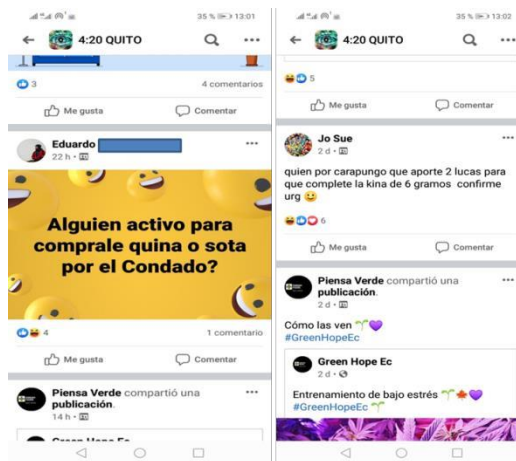 35 % 13:01
4:20 QUITO
3
4 comentarios
Me gusta
Comentar
Eduardo
22 h
Alguien activo para
comprale quina o sota
por el Condado?
4
1 comentario
Me gusta
Comentar
Piensa Verde compartió una
publicación.
14 h
35 % 13:02
4:20 QUITO
5
Me gusta
Comentar
Jo Sue
2 d
quien por carapungo que aporte 2 lucas para
que complete la kina de 6 gramos confirme
urg
6
Me gusta
Comentar
Piensa Verde compartió una
publicación.
2 d
Cómo las ven
#GreenHopeEc
Green Hope Ec
2 d
Entrenamiento de bajo estrés
#GreenHopeEc